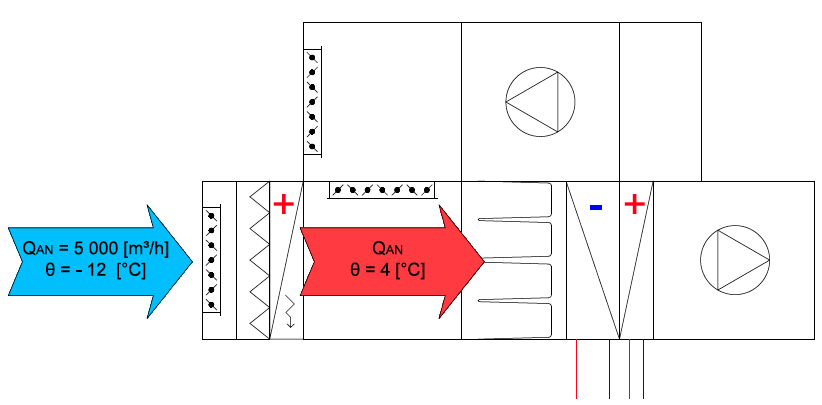 +
- +
QAN = 5 000 [m³/h]
θ = - 12 [°C]
QAN
θ = 4 [°C]